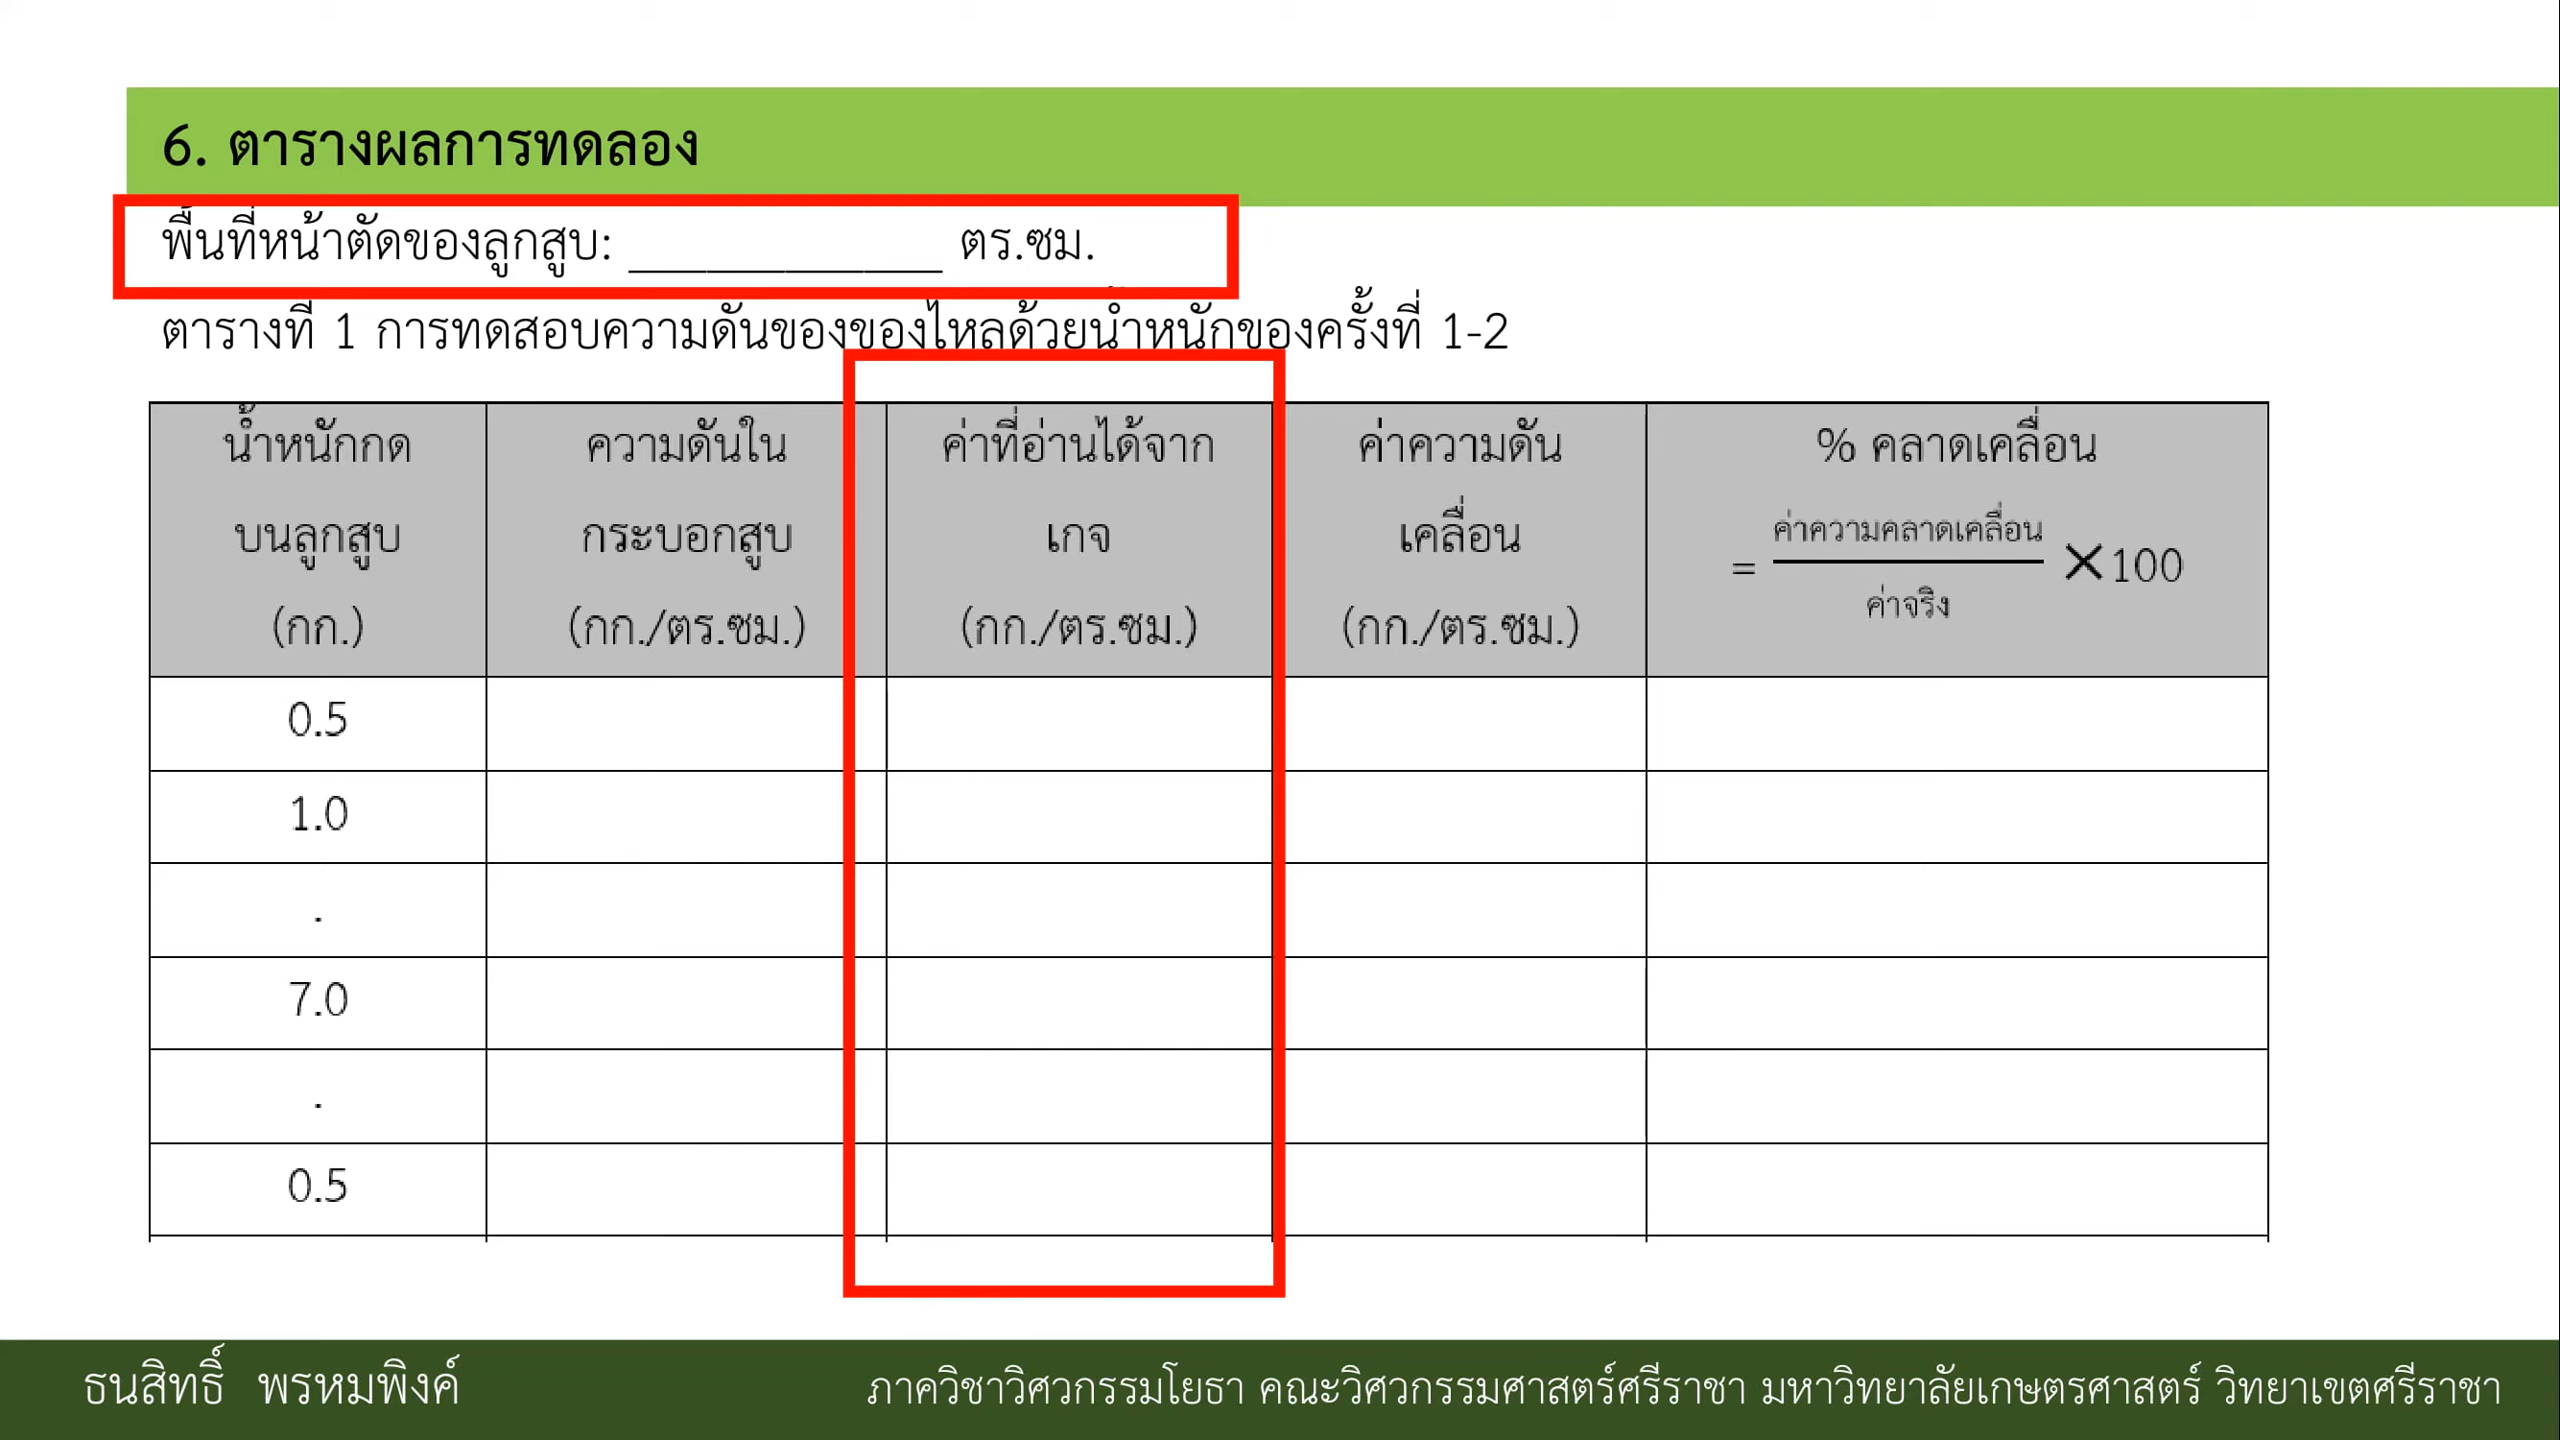 6. ตารางผลการทดลอง
พื้นที่หน้าตัดของลูกสูบ: ____________ ตร.ซม.
ตารางที่ 1 การทดสอบความดันของของไหลด้วยน้ำหนักของครั้งที่ 1-2
น้ำหนักกด
บนลูกสูบ
(กก.)
ความดันใน
กระบอกสูบ
(กก./ตร.ซม.)
ค่าที่อ่านได้จาก
เกจ
(กก./ตร.ซม.)
ค่าความดัน
เคลื่อน
(กก./ตร.ซม.)
% คลาดเคลื่อน
ค่าความคลาดเคลื่อน
= ×100
ค่าจริง
0.5
1.0
.
7.0
.
0.5
ธนสิทธิ์ พรหมพิงค์
ภาควิชาวิศวกรรมโยธา คณะวิศวกรรมศาสตร์ศรีราชา มหาวิทยาลัยเกษตรศาสตร์ วิทยาเขตศรีราชา